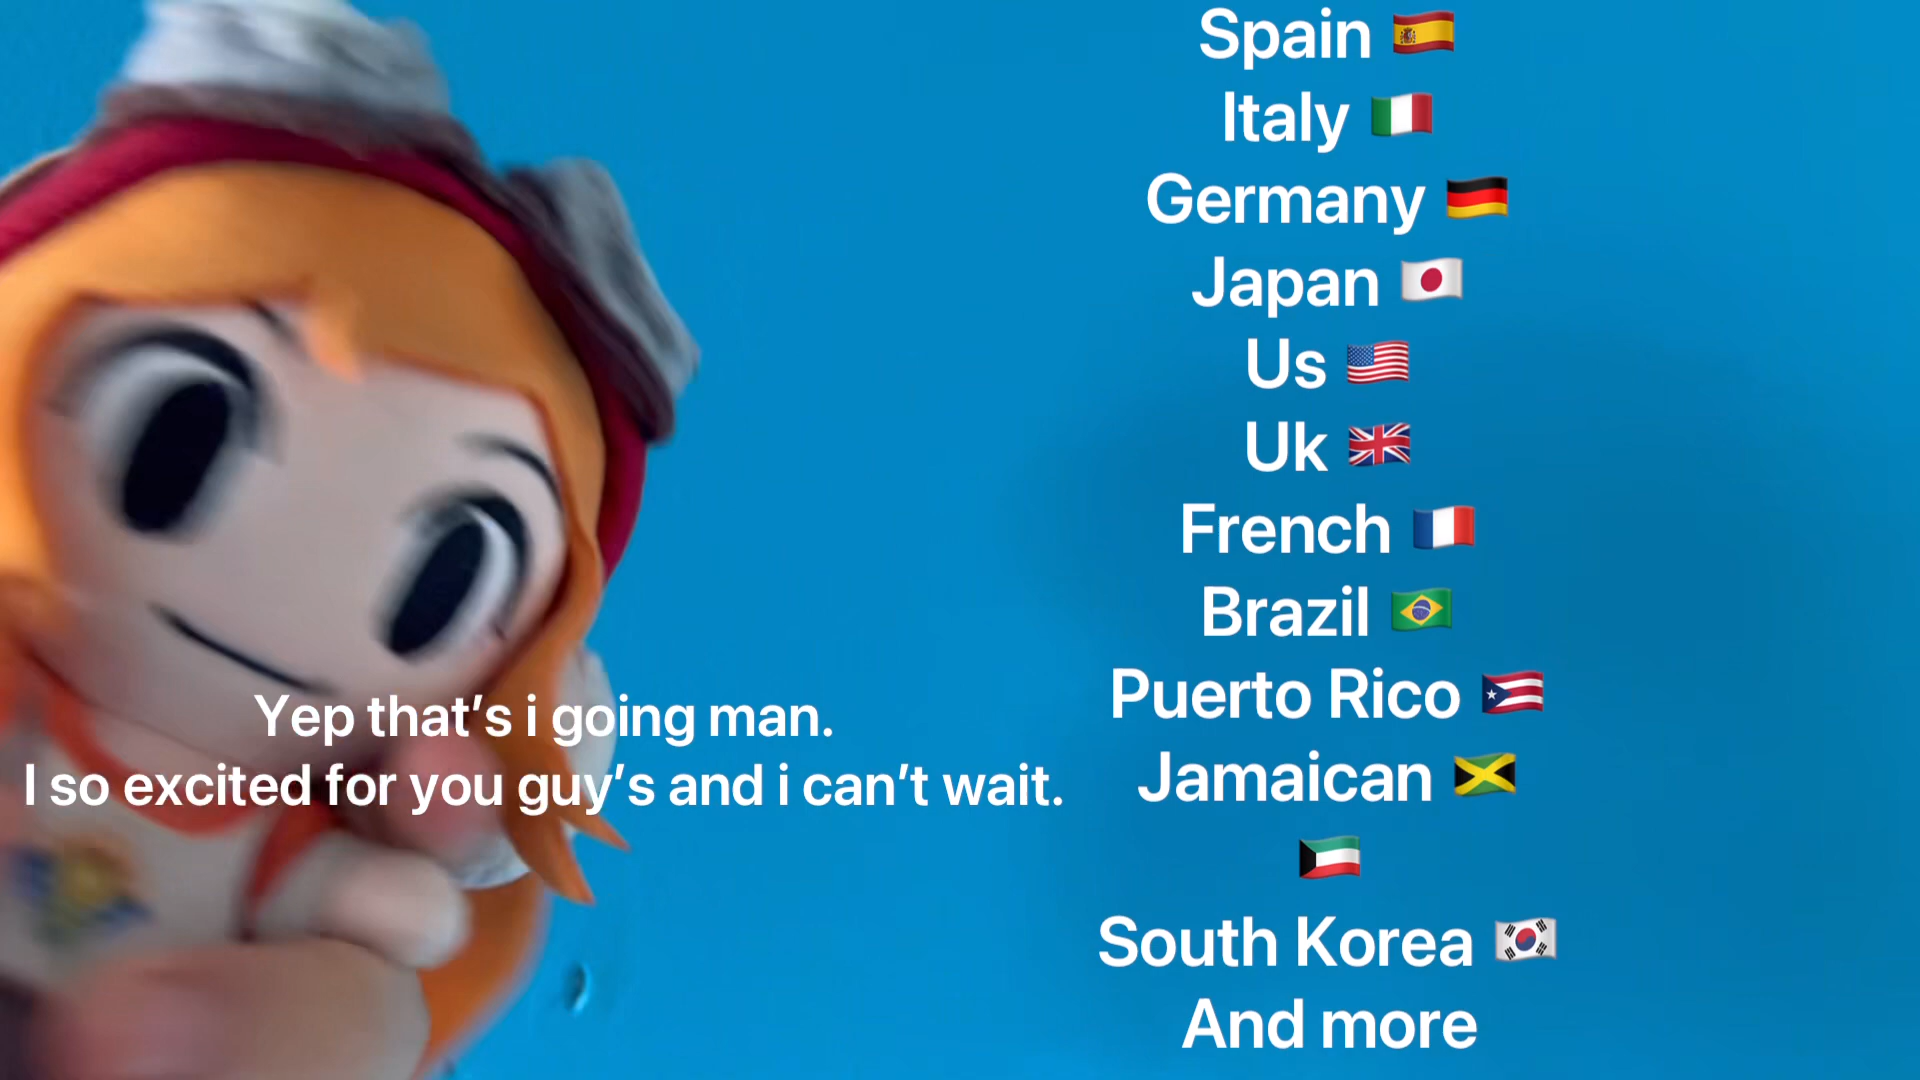 Spain 🇪🇸
Italy 🇮🇹
Germany 🇩🇪
Japan 🇯🇵
Us 🇺🇸
Uk 🇬🇧
French 🇫🇷
Brazil 🇧🇷
Puerto Rico 🇵🇷
Jamaican 🇯🇲
🇰🇼
South Korea 🇰🇷
And more
Yep that’s i going man.
I so excited for you guy’s and i can’t wait.